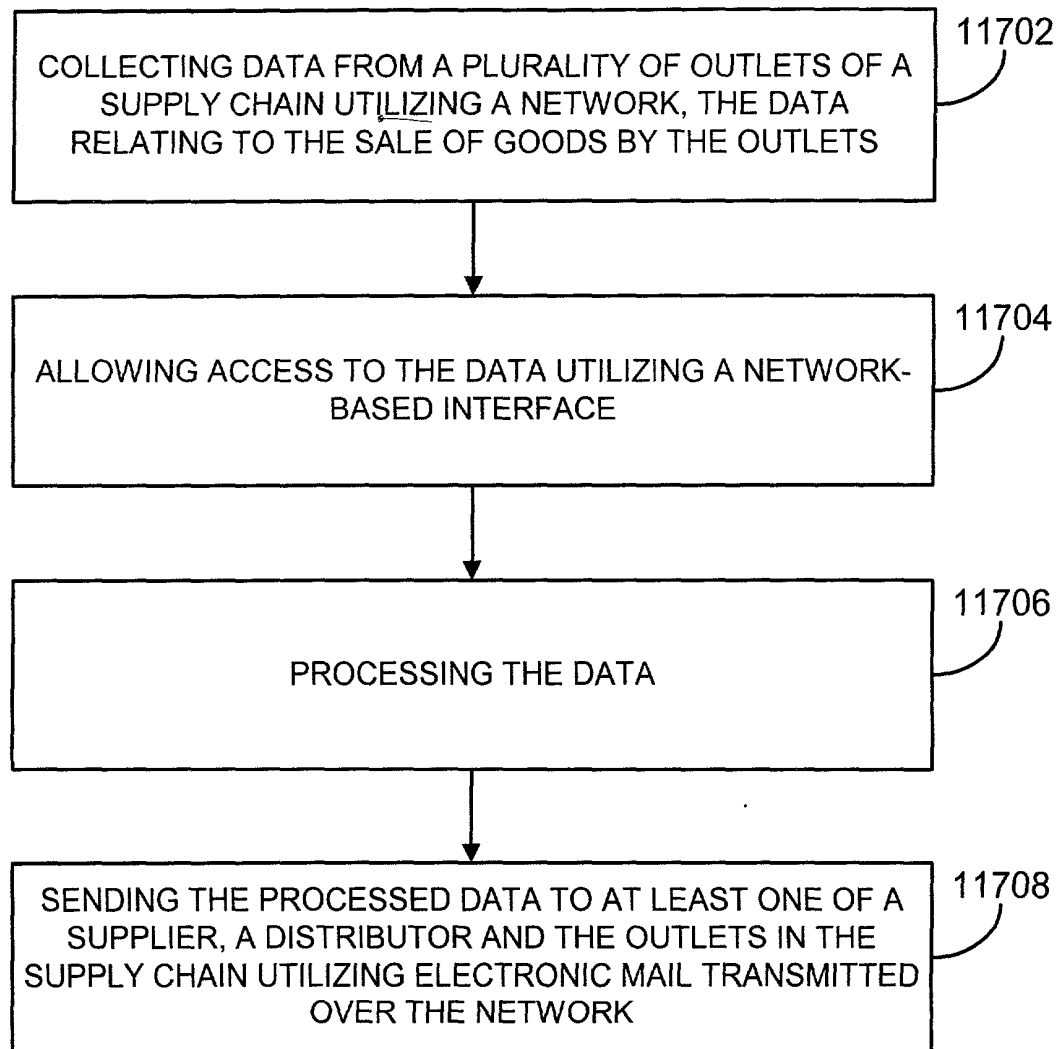 11702
COLLECTING DATA FROM A PLURALITY OF OUTLETS OF A
SUPPLY CHAIN UTILIZING A NETWORK, THE DATA
RELATING TO THE SALE OF GOODS BY THE OUTLETS
11704
ALLOWING ACCESS TO THE DATA UTILIZING A NETWORK-
BASED INTERFACE
11706
PROCESSING THE DATA
11708
SENDING THE PROCESSED DATA TO AT LEAST ONE OF A
SUPPLIER, A DISTRIBUTOR AND THE OUTLETS IN THE
SUPPLY CHAIN UTILIZING ELECTRONIC MAIL TRANSMITTED
OVER THE NETWORK